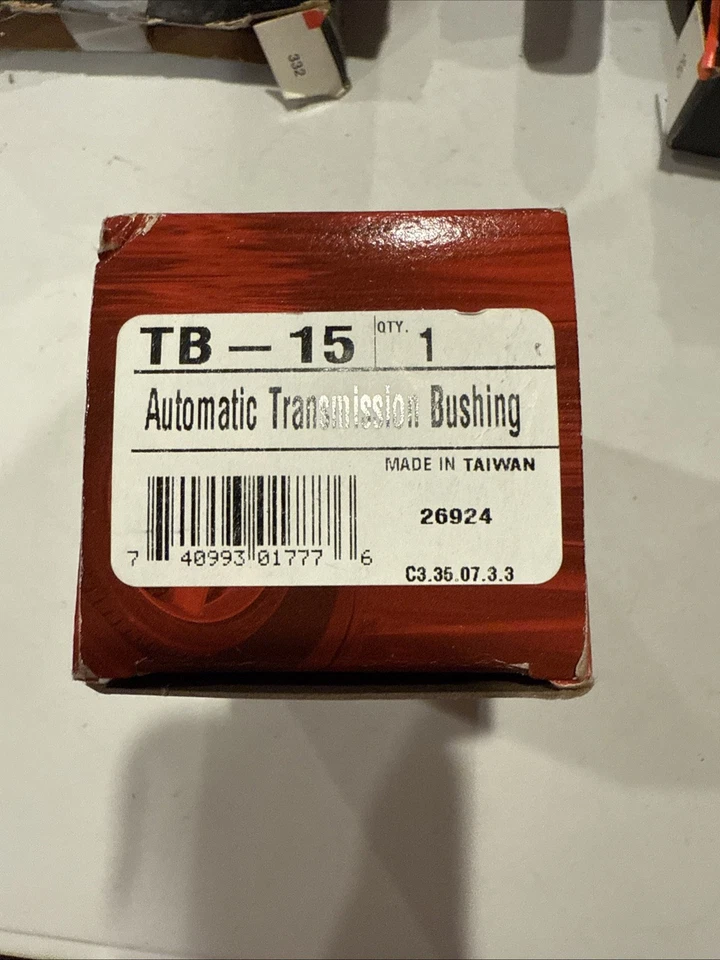 332
TB — 15 QTY. 1
Automatic Transmission Bushing
MADE IN TAIWAN
26924
7 40993 01777 6
C3.35.07.3.3